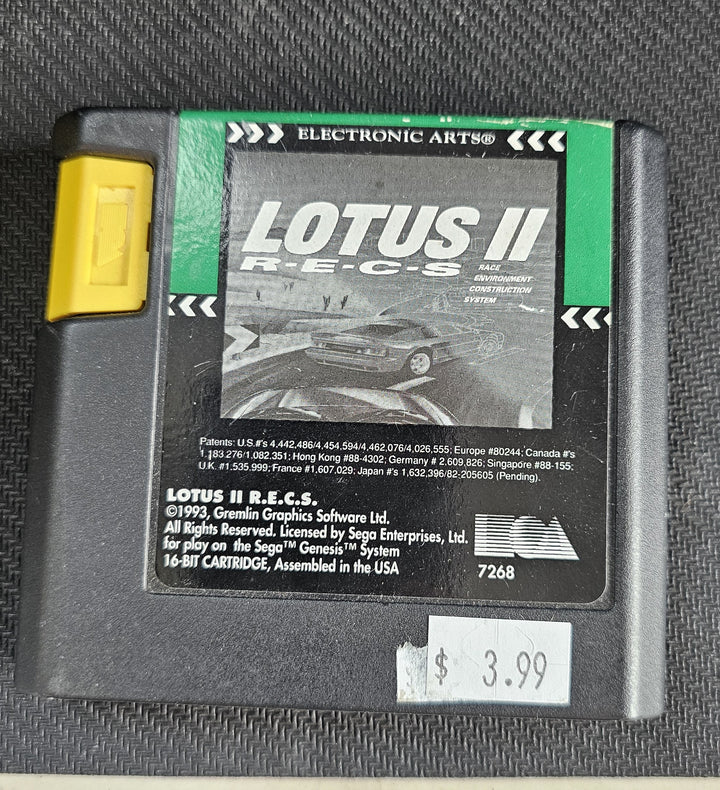 ELECTRONIC ARTS®
LOTUS II
R-E-C-S
RACE
ENVIRONMENT
CONSTRUCTION
SYSTEM
Patents: U.S.#'s 4,442,486/4,454,594/4,462,076/4,026,555; Europe #80244; Canada #'s
1,183.276/1,082.351; Hong Kong #88-4302; Germany # 2,609,826; Singapore #88-155;
U.K. #1,535.999; France #1,607,029; Japan #'s 1,632,396/82-205605 (Pending).
LOTUS II R.E.C.S.
©1993, Gremlin Graphics Software Ltd.
All Rights Reserved. Licensed by Sega Enterprises, Ltd.
for play on the Sega™ Genesis™ System
16-BIT CARTRIDGE, Assembled in the USA
EA
7268
$ 3.99